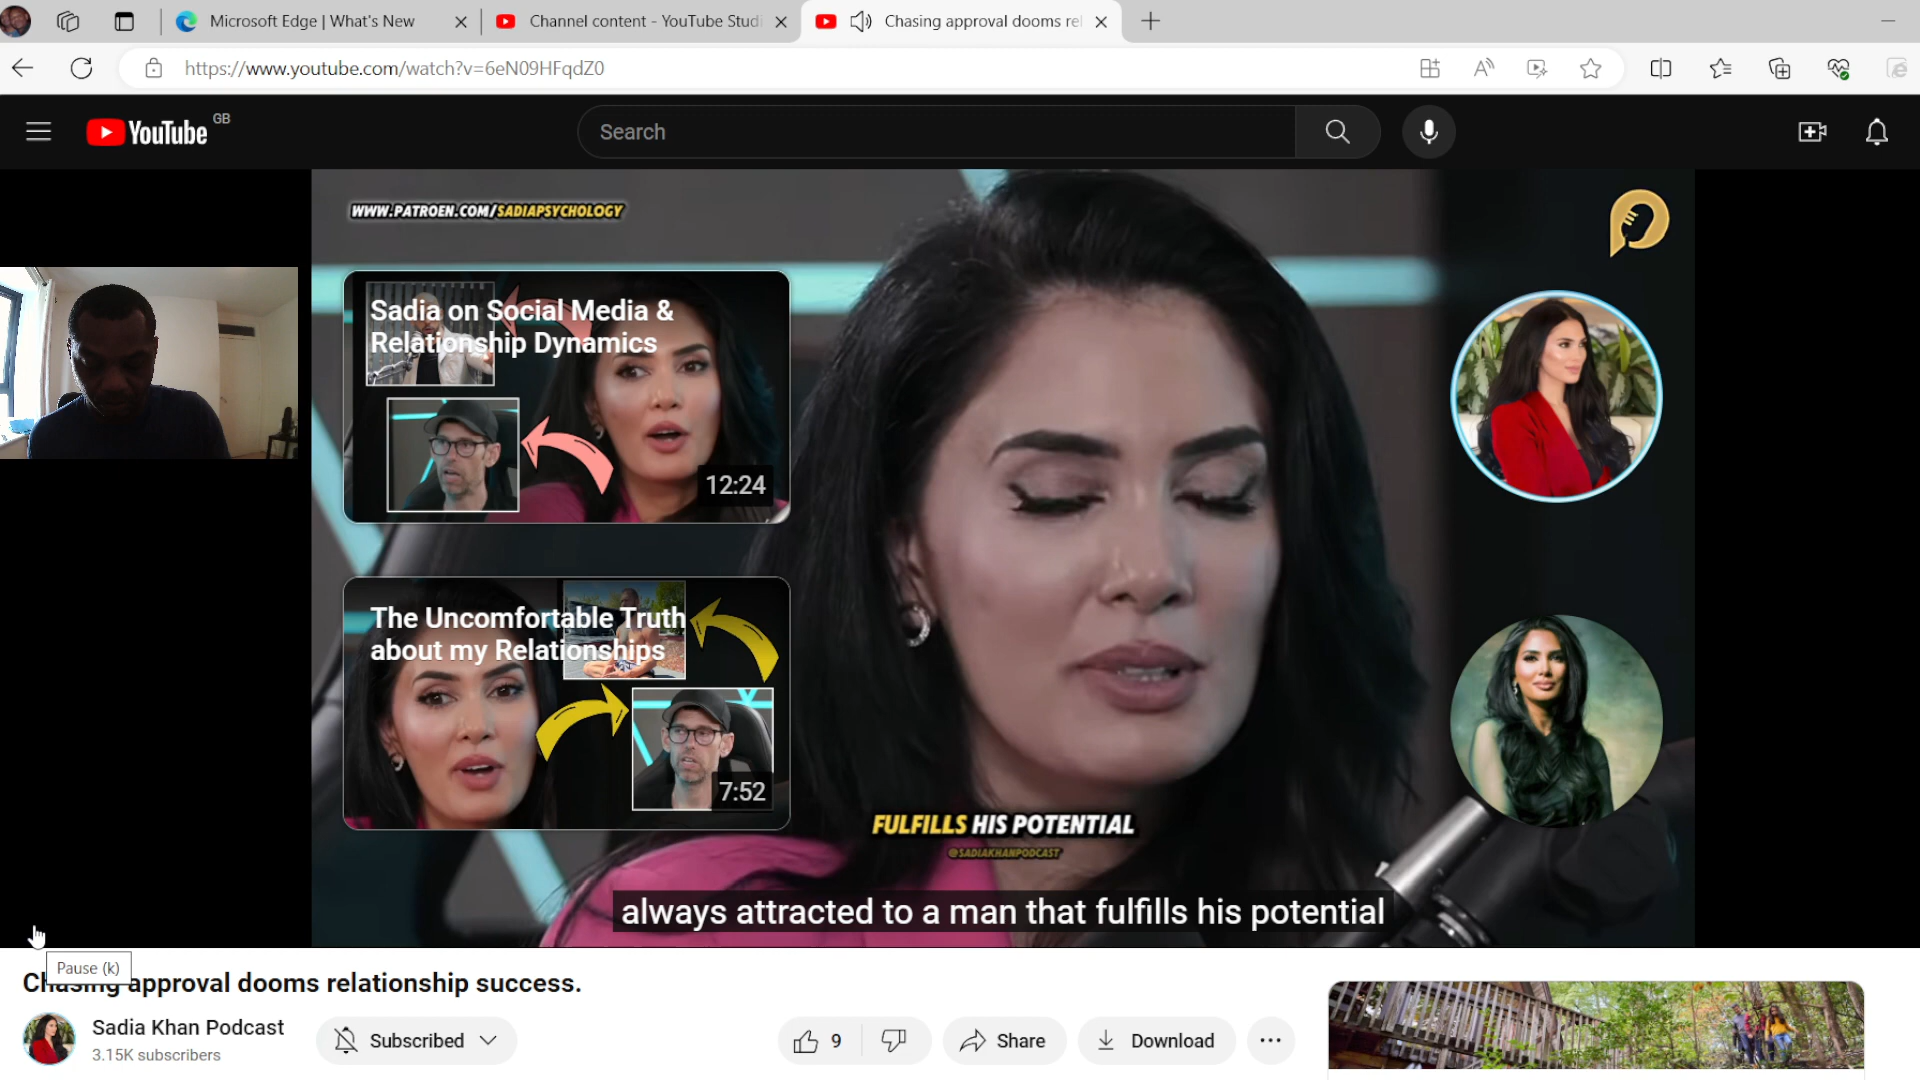 Microsoft Edge | What's New
Channel content - YouTube Studi
Chasing approval dooms rel
https://www.youtube.com/watch?v=6eN09HFqdZ0
YouTube GB
Search
WWW.PATROEN.COM/SADIAPSYCHOLOGY
Sadia on Social Media &
Relationship Dynamics
12:24
The Uncomfortable Truth
about my Relationships
7:52
FULFILLS HIS POTENTIAL
@SADIAKHANPODCAST
always attracted to a man that fulfills his potential
Pause (k)
Chasing approval dooms relationship success.
Sadia Khan Podcast
3.15K subscribers
Subscribed
9
Share
Download